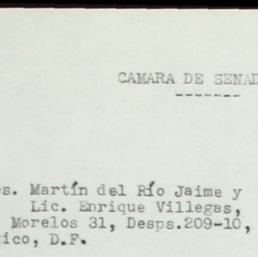 CAMARA DE SENAD
-------
s. Martín del Río Jaime y
Lic. Enrique Villegas,
Morelos 31, Desps.209-10,
ico, D.F.